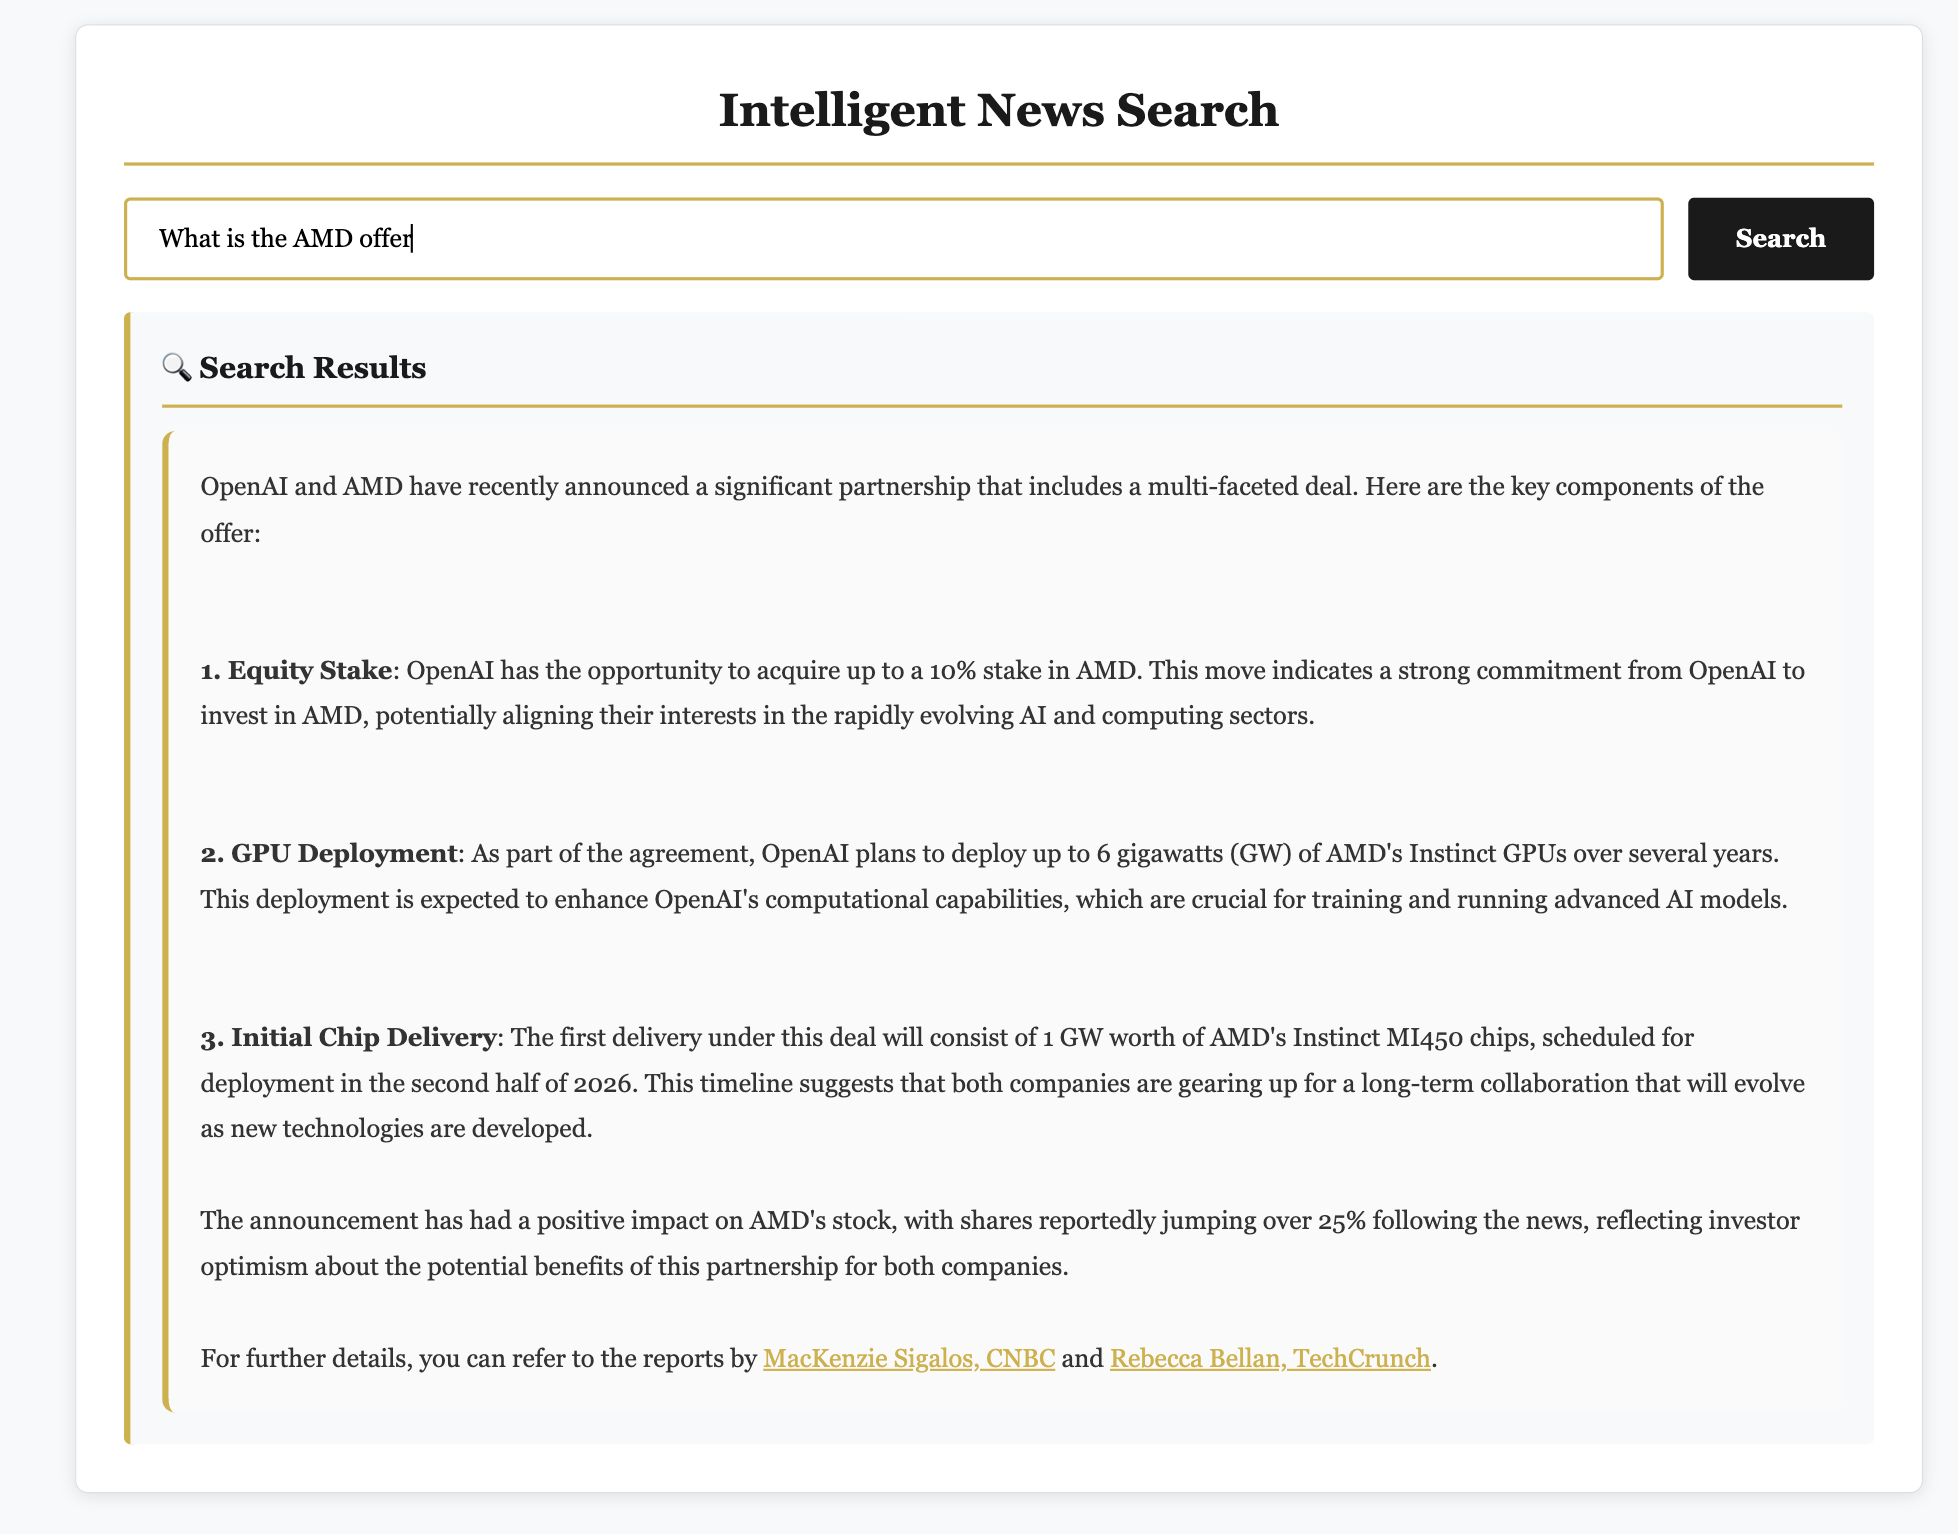 Intelligent News Search
What is the AMD offer
Search
🔍 Search Results
OpenAI and AMD have recently announced a significant partnership that includes a multi-faceted deal. Here are the key components of the
offer:
1. Equity Stake: OpenAI has the opportunity to acquire up to a 10% stake in AMD. This move indicates a strong commitment from OpenAI to
invest in AMD, potentially aligning their interests in the rapidly evolving AI and computing sectors.
2. GPU Deployment: As part of the agreement, OpenAI plans to deploy up to 6 gigawatts (GW) of AMD's Instinct GPUs over several years.
This deployment is expected to enhance OpenAI's computational capabilities, which are crucial for training and running advanced AI models.
3. Initial Chip Delivery: The first delivery under this deal will consist of 1 GW worth of AMD's Instinct MI450 chips, scheduled for
deployment in the second half of 2026. This timeline suggests that both companies are gearing up for a long-term collaboration that will evolve
as new technologies are developed.
The announcement has had a positive impact on AMD's stock, with shares reportedly jumping over 25% following the news, reflecting investor
optimism about the potential benefits of this partnership for both companies.
For further details, you can refer to the reports by MacKenzie Sigalos, CNBC and Rebecca Bellan, TechCrunch.